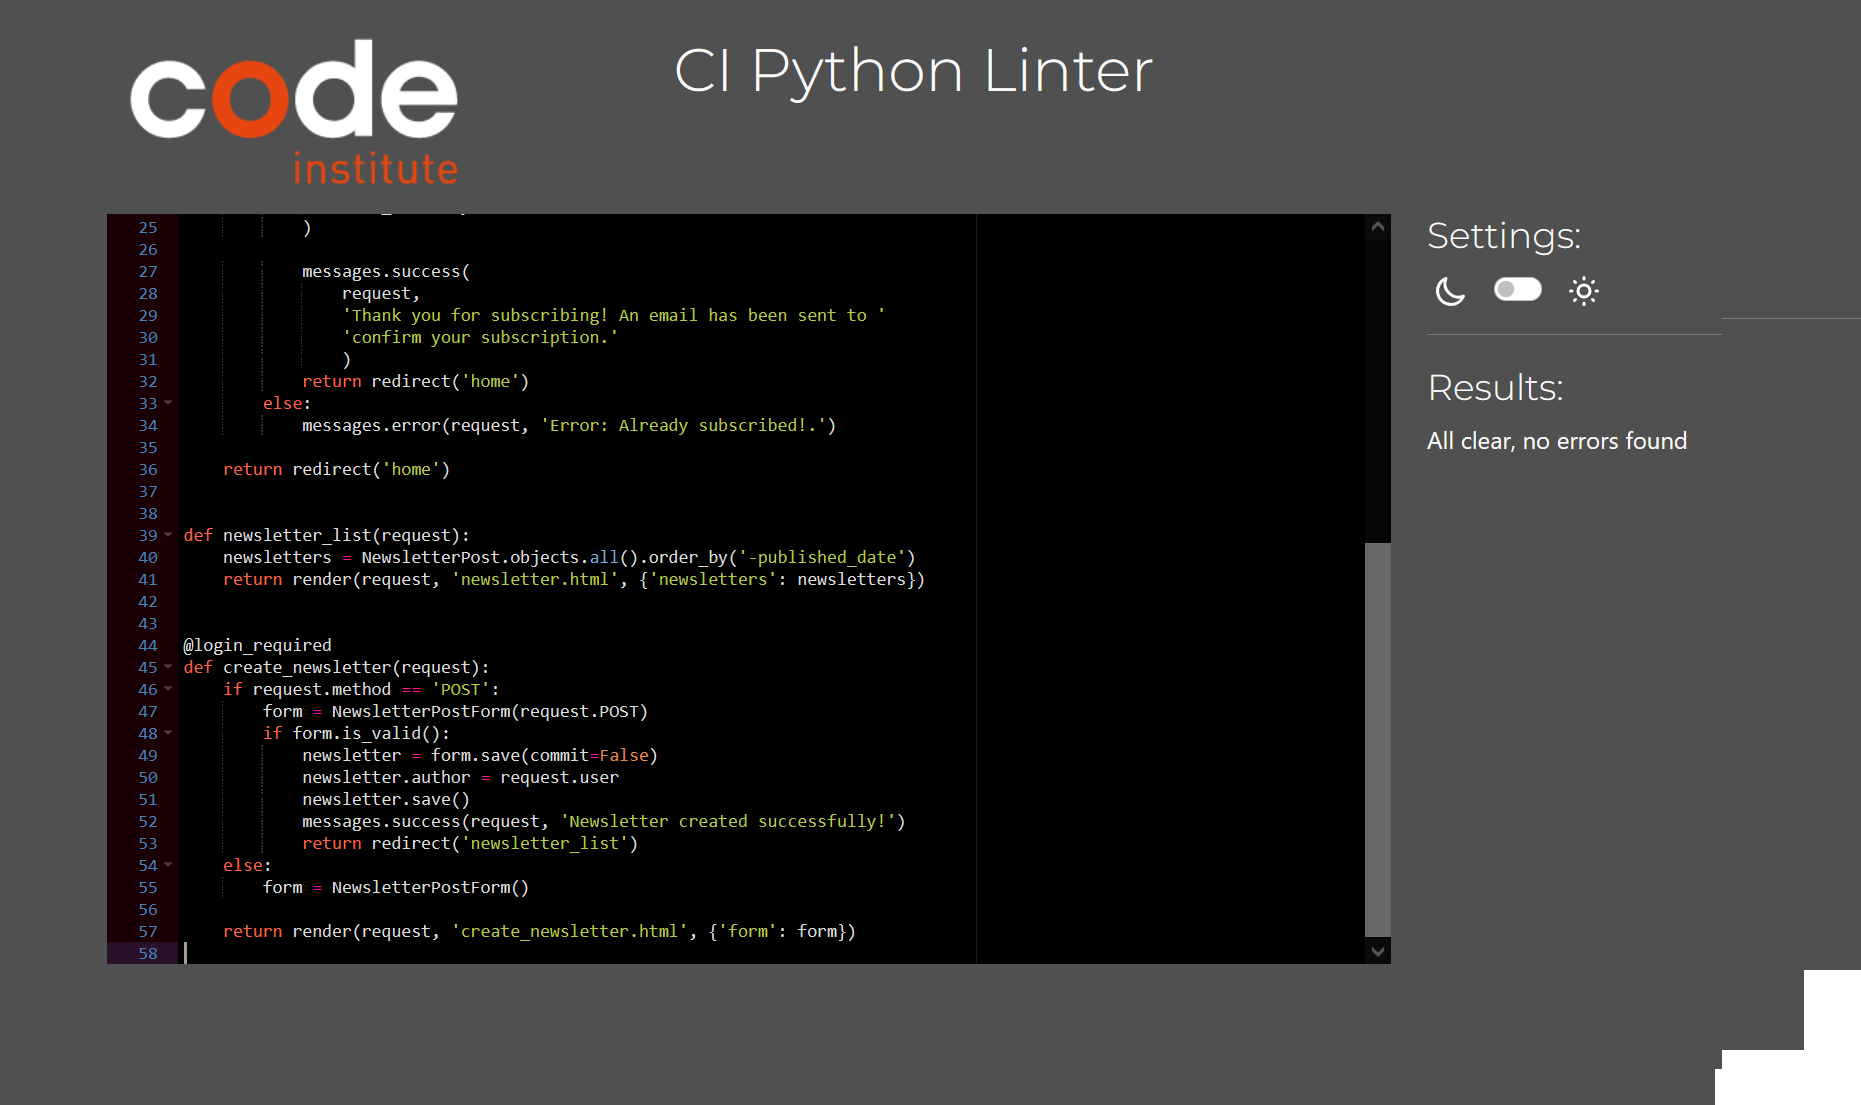 code
institute
CI Python Linter
25                )
26
27            messages.success(
28                request,
29                'Thank you for subscribing! An email has been sent to '
30                'confirm your subscription.'
31                )
32            return redirect('home')
33        else:
34            messages.error(request, 'Error: Already subscribed!.')
35
36    return redirect('home')
37
38
39 def newsletter_list(request):
40    newsletters = NewsletterPost.objects.all().order_by('-published_date')
41    return render(request, 'newsletter.html', {'newsletters': newsletters})
42
43
44 @login_required
45 def create_newsletter(request):
46    if request.method == 'POST':
47        form = NewsletterPostForm(request.POST)
48        if form.is_valid():
49            newsletter = form.save(commit=False)
50            newsletter.author = request.user
51            newsletter.save()
52            messages.success(request, 'Newsletter created successfully!')
53            return redirect('newsletter_list')
54    else:
55        form = NewsletterPostForm()
56
57    return render(request, 'create_newsletter.html', {'form': form})
58
Settings:
Results:
All clear, no errors found